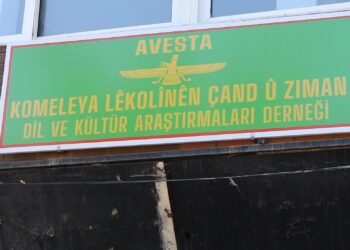 AVESTA
KOMELEYA LÊKOLÎNÊN ÇAND Û ZIMAN
DİL VE KÜLTÜR ARAŞTIRMALARI DERNEĞİ